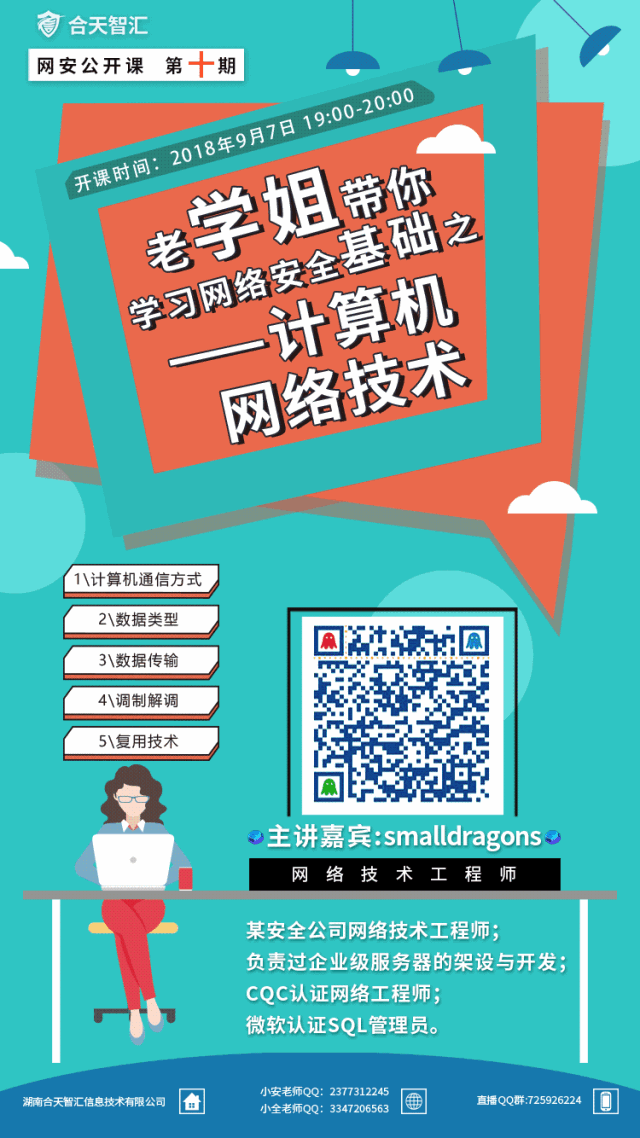 合天智汇
网安公开课 第十期
开课时间：2018年9月7日 19:00-20:00
老学姐带你
学习网络安全基础之
——计算机
网络技术
1\计算机通信方式
2\数据类型
3\数据传输
4\调制解调
5\复用技术
主讲嘉宾:smalldragons
网络技术工程师
某安全公司网络技术工程师；
负责过企业级服务器的架设与开发；
CQC认证网络工程师；
微软认证SQL管理员。
湖南合天智汇信息技术有限公司
小安老师QQ：2377312245
小全老师QQ：3347206563
直播QQ群:725926224